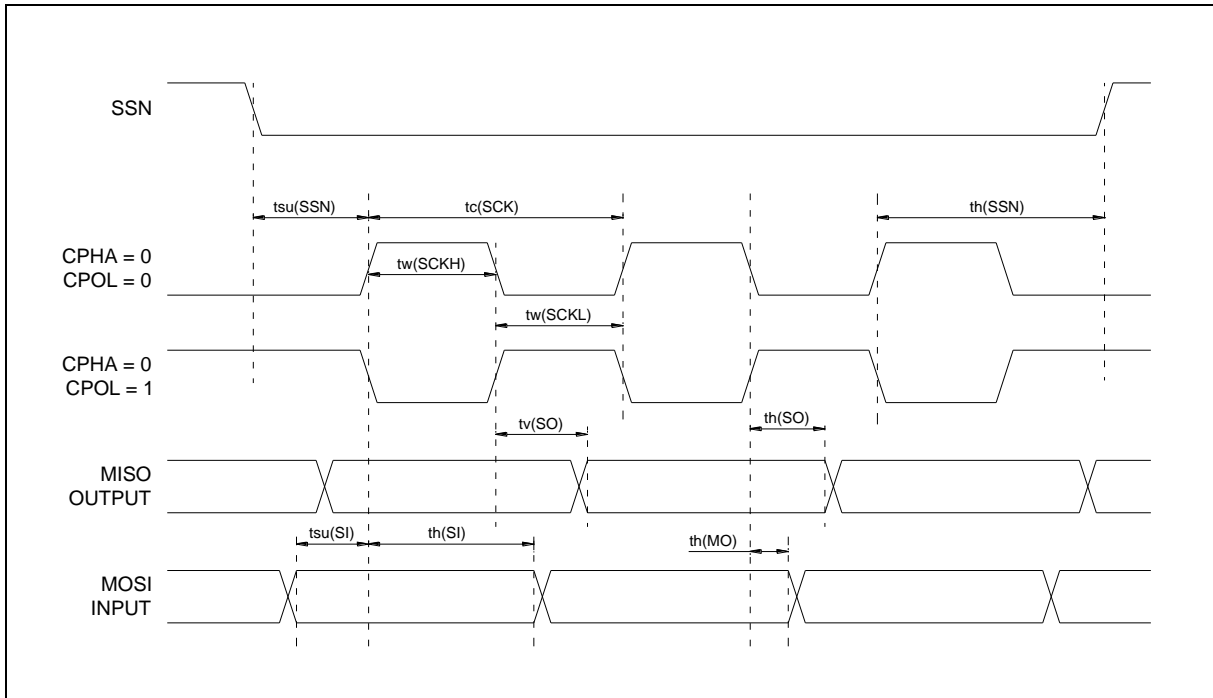 SSN
tsu(SSN)
tc(SCK)
th(SSN)
CPHA = 0
CPOL = 0
tw(SCKH)
tw(SCKL)
CPHA = 0
CPOL = 1
tv(SO)
th(SO)
MISO
OUTPUT
tsu(SI)
th(SI)
th(MO)
MOSI
INPUT